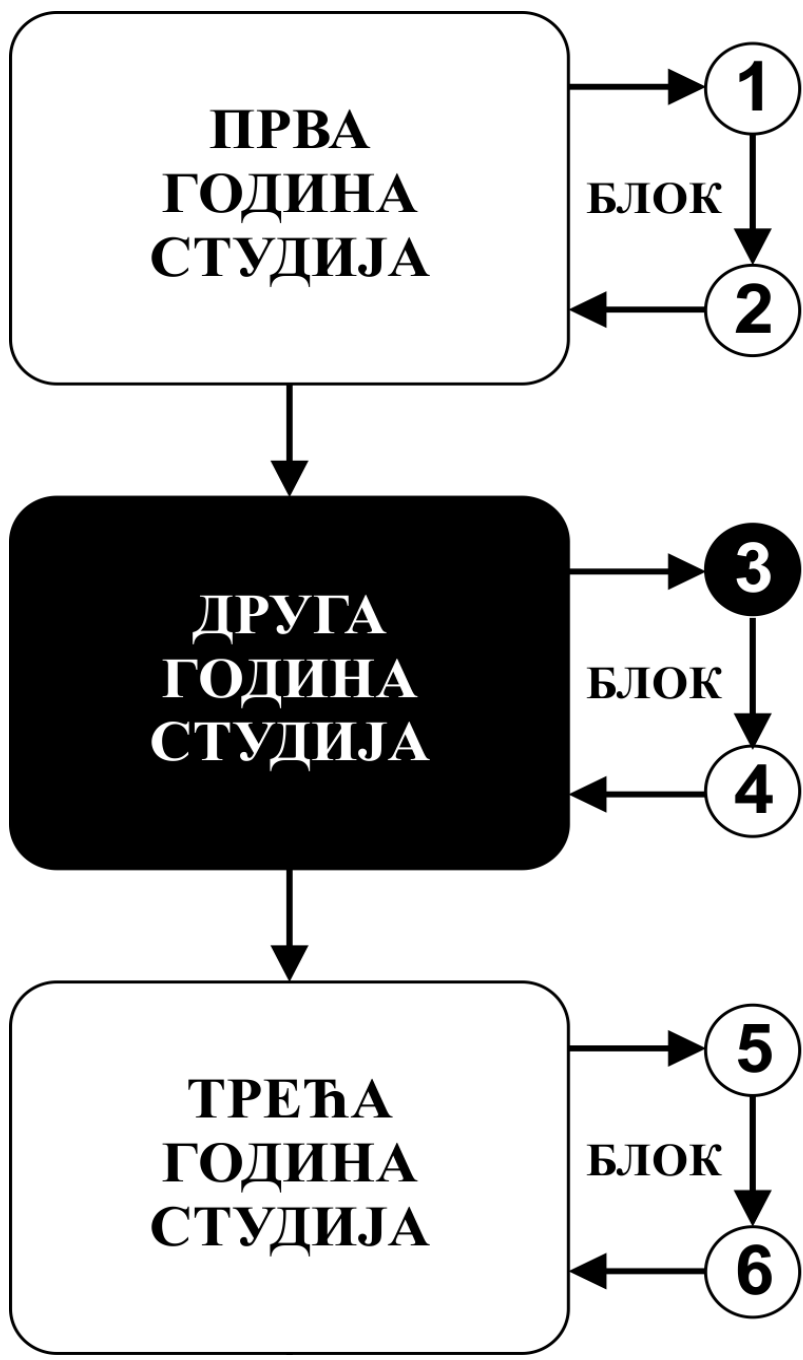 ПРВА
ГОДИНА
СТУДИЈА
1
БЛОК
2
ДРУГА
ГОДИНА
СТУДИЈА
3
БЛОК
4
ТРЕЋА
ГОДИНА
СТУДИЈА
5
БЛОК
6